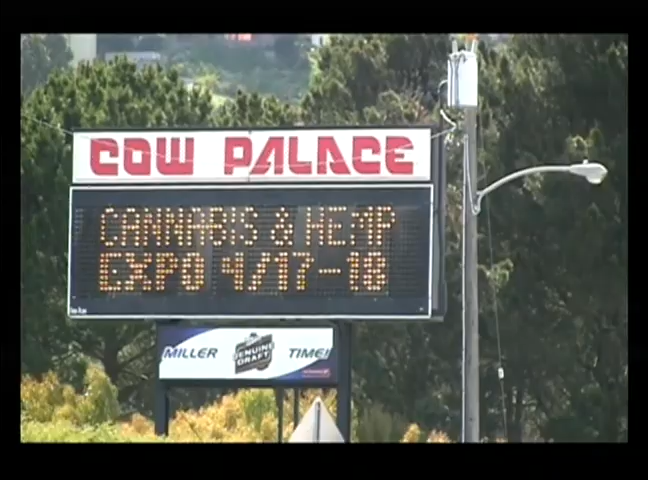 COW PALACE
CANNABIS & HEMP
EXPO 4/17-18
MILLER GENUINE DRAFT TIME!